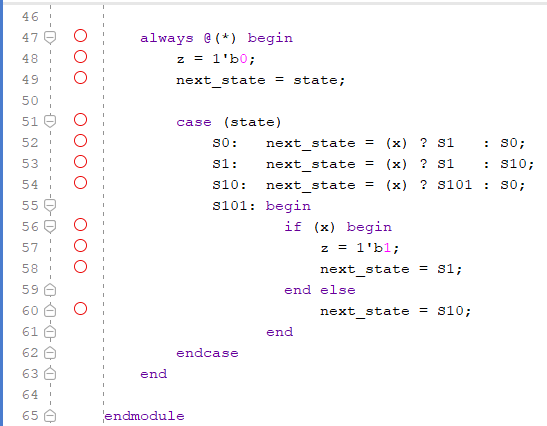 46
47 always @(*) begin
48 z = 1'b0;
49 next_state = state;
50
51 case (state)
52 S0: next_state = (x) ? S1 : S0;
53 S1: next_state = (x) ? S1 : S10;
54 S10: next_state = (x) ? S101 : S0;
55 S101: begin
56 if (x) begin
57 z = 1'b1;
58 next_state = S1;
59 end else
60 next_state = S10;
61 end
62 endcase
63 end
64
65 endmodule